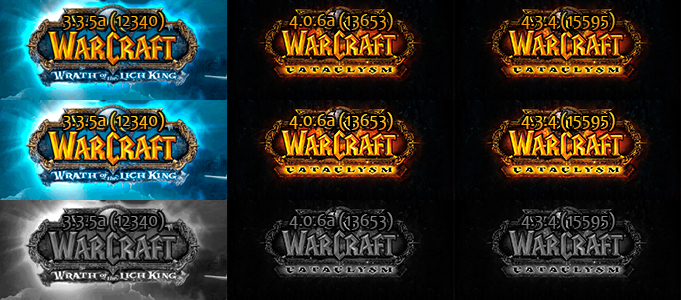 3.3.5a (12340) 4.0.6a (13653) 4.3.4 (15595)
WARCRAFT WARCRAFT WARCRAFT
WRATH of the LICH KING CATACLYSM CATACLYSM
3.3.5a (12340) 4.0.6a (13653) 4.3.4 (15595)
WARCRAFT WARCRAFT WARCRAFT
WRATH of the LICH KING CATACLYSM CATACLYSM
3.3.5a (12340) 4.0.6a (13653) 4.3.4 (15595)
WARCRAFT WARCRAFT WARCRAFT
WRATH of the LICH KING CATACLYSM CATACLYSM